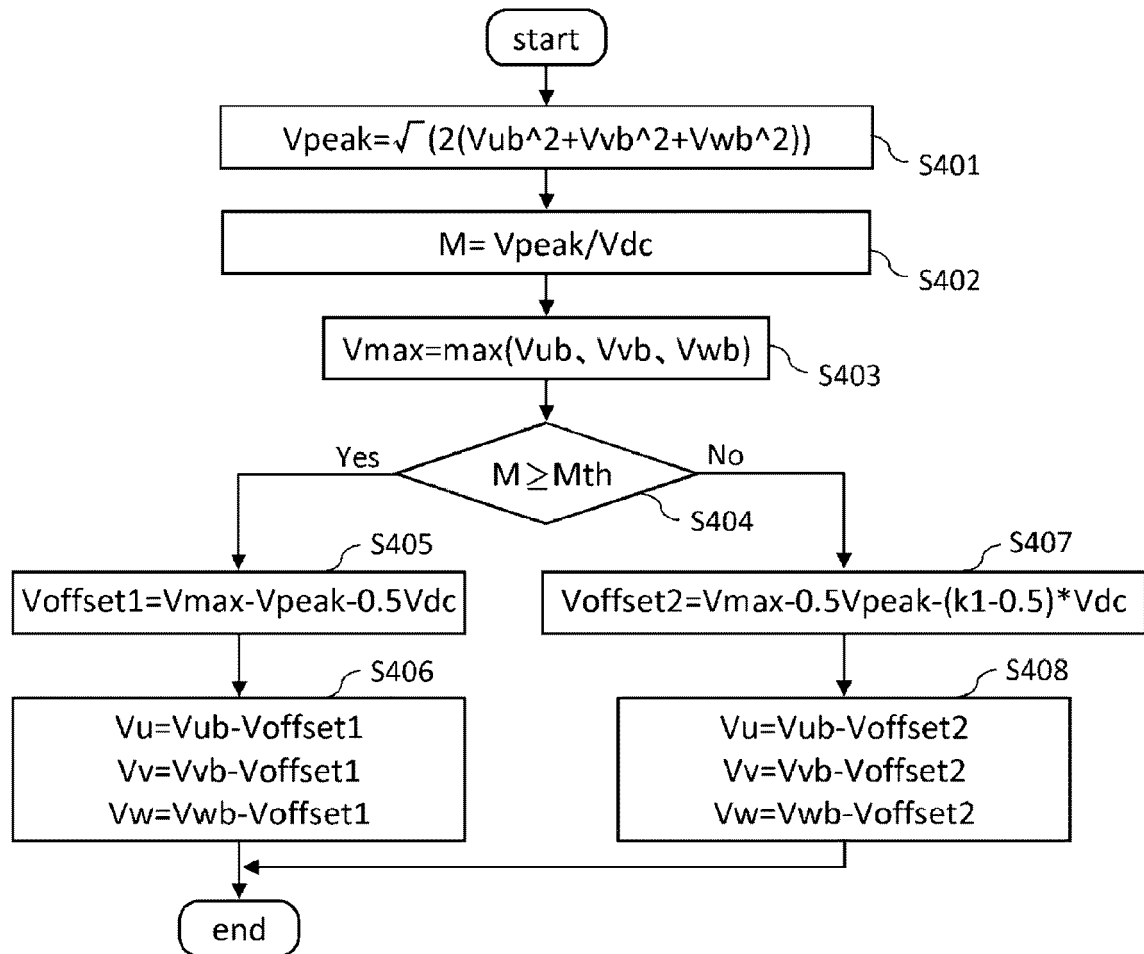 start
Vpeak=√(2(Vub^2+Vvb^2+Vwb^2))
S401
M= Vpeak/Vdc
S402
Vmax=max(Vub、Vvb、Vwb)
S403
Yes
M≥Mth
No
S404
S405
Voffset1=Vmax-Vpeak-0.5Vdc
S406
Vu=Vub-Voffset1
Vv=Vvb-Voffset1
Vw=Vwb-Voffset1
S407
Voffset2=Vmax-0.5Vpeak-(k1-0.5)*Vdc
S408
Vu=Vub-Voffset2
Vv=Vvb-Voffset2
Vw=Vwb-Voffset2
end